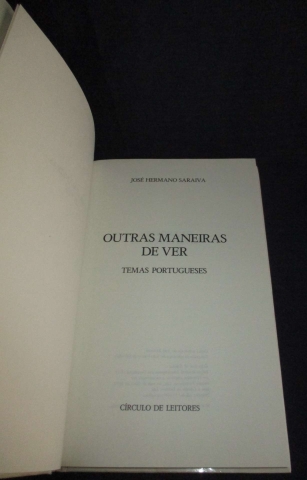 JOSÉ HERMANO SARAIVA
OUTRAS MANEIRAS
DE VER
TEMAS PORTUGUESES
CÍRCULO DE LEITORES